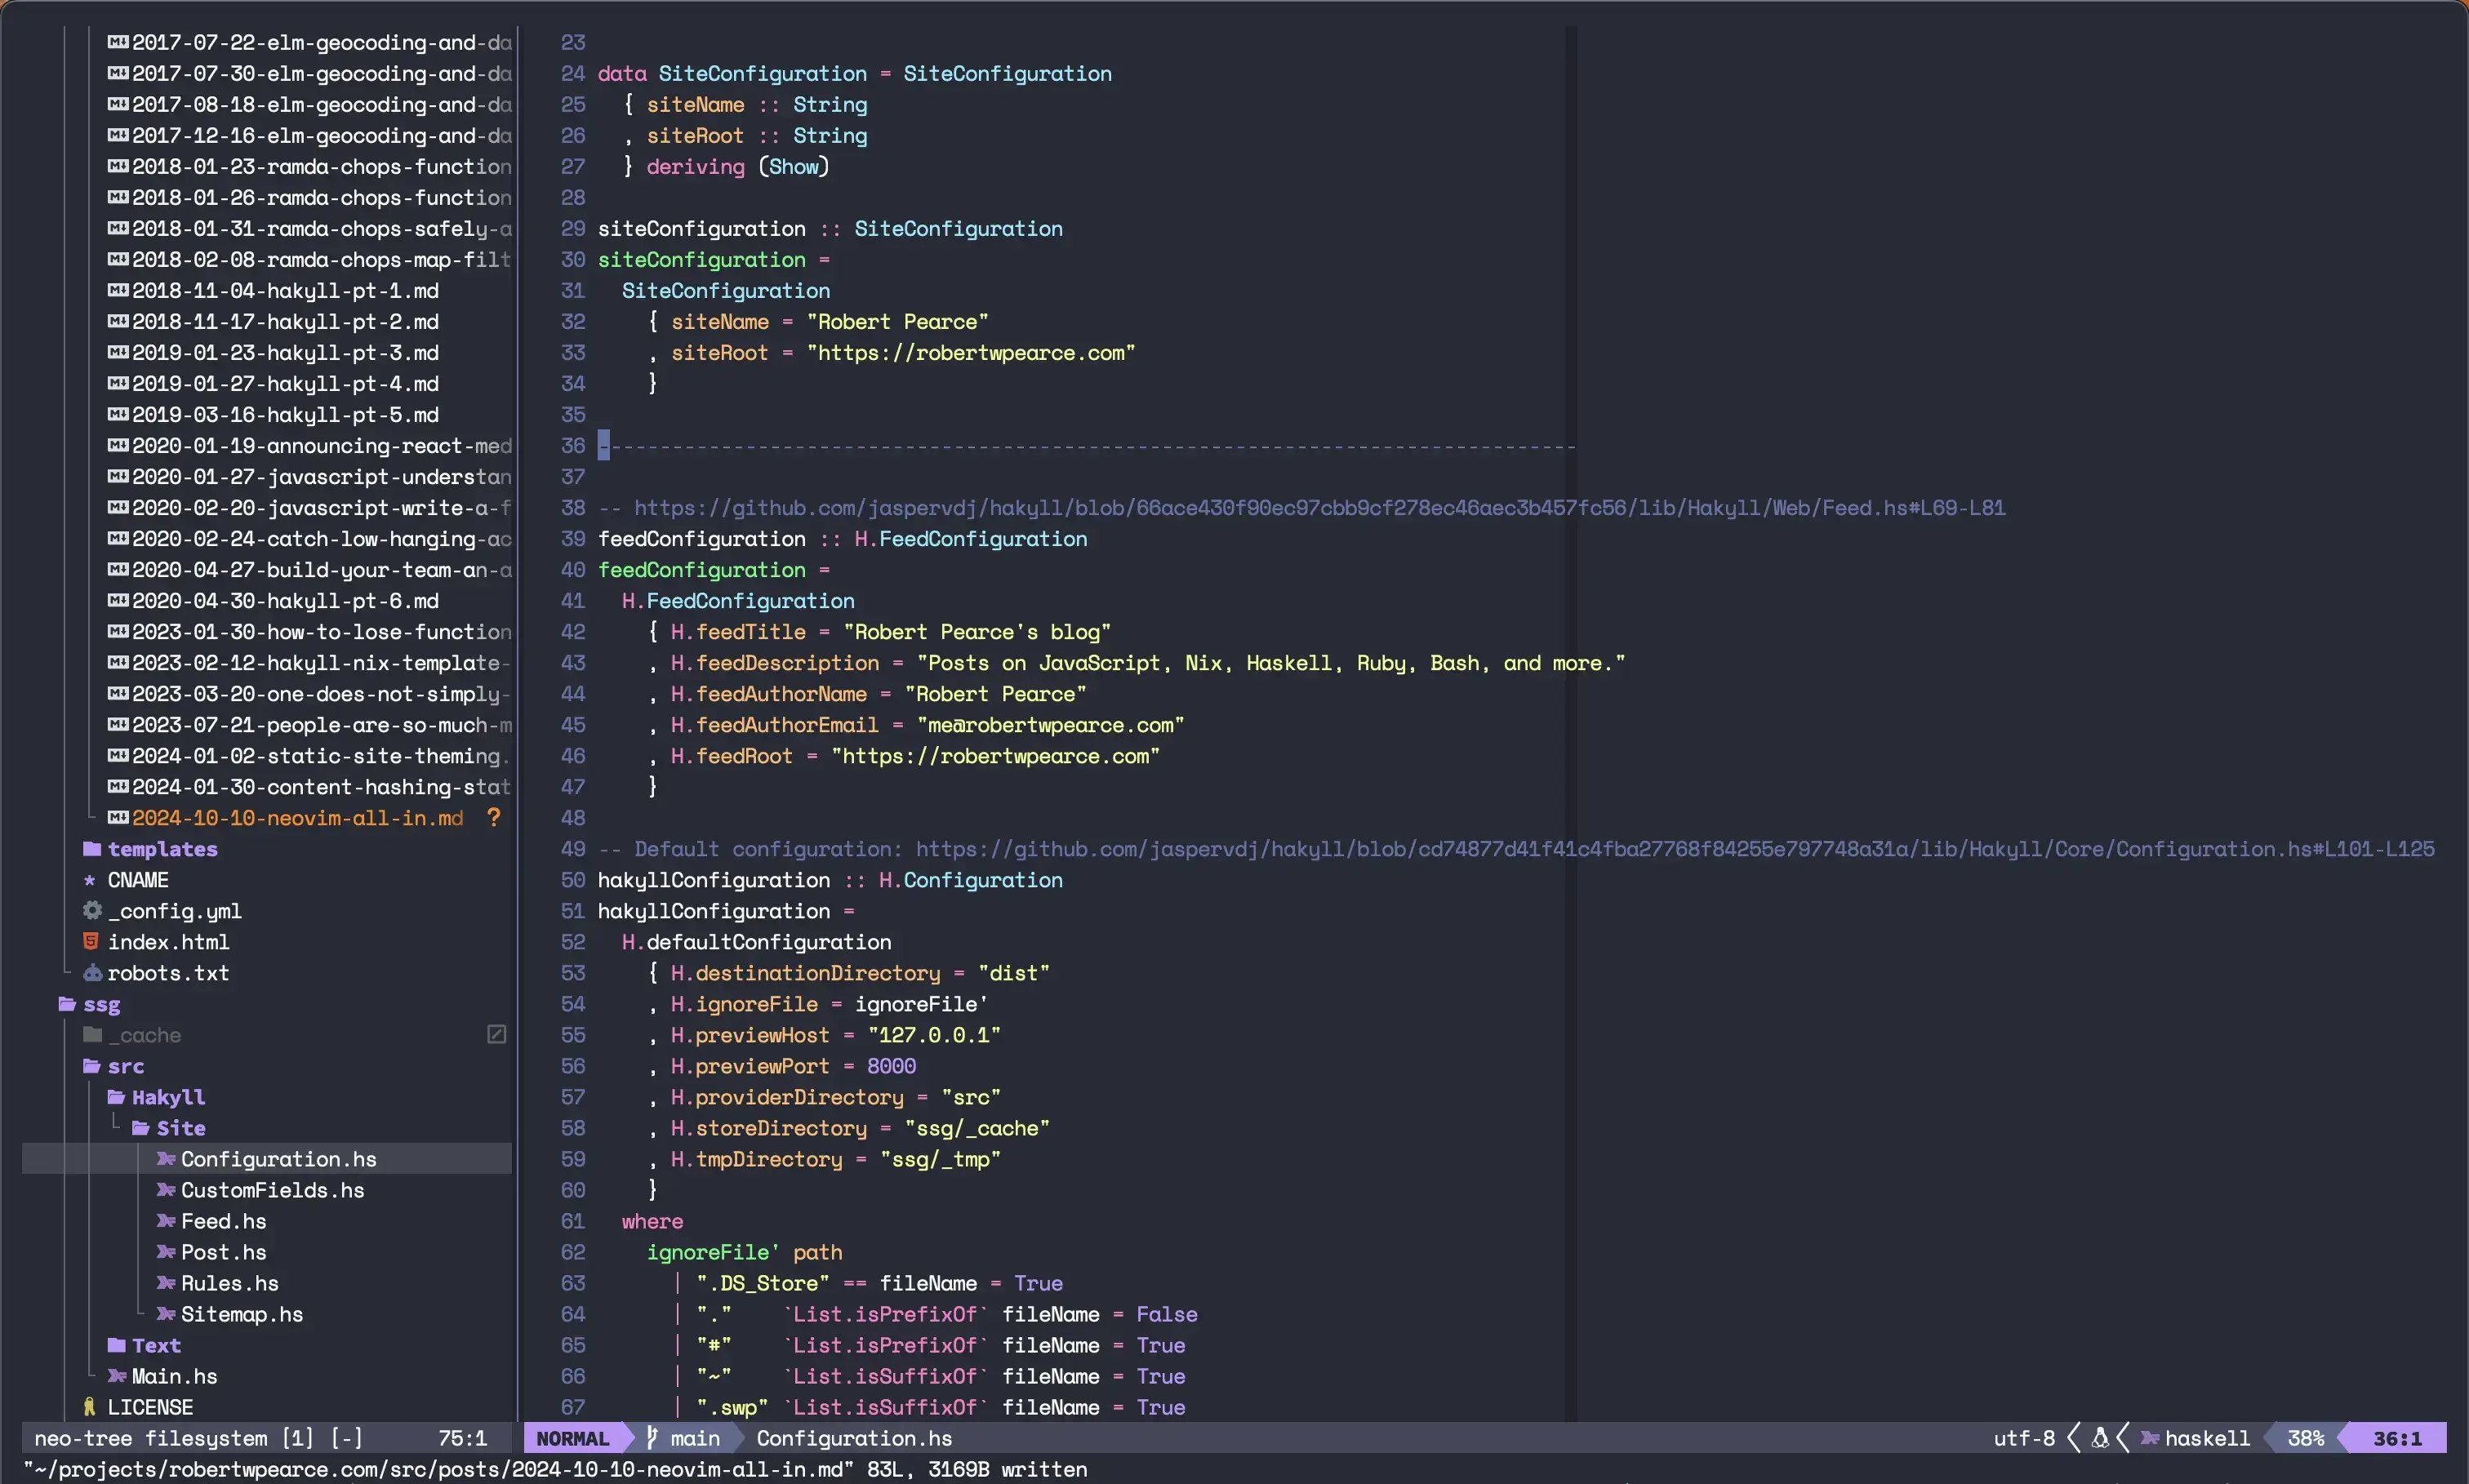 2017-07-22-elm-geocoding-and-da
2017-07-30-elm-geocoding-and-da
2017-08-18-elm-geocoding-and-da
2017-12-16-elm-geocoding-and-da
2018-01-23-ramda-chops-function
2018-01-26-ramda-chops-function
2018-01-31-ramda-chops-safely-a
2018-02-08-ramda-chops-map-filt
2018-11-04-hakyll-pt-1.md
2018-11-17-hakyll-pt-2.md
2019-01-23-hakyll-pt-3.md
2019-01-27-hakyll-pt-4.md
2019-03-16-hakyll-pt-5.md
2020-01-19-announcing-react-med
2020-01-27-javascript-understan
2020-02-20-javascript-write-a-f
2020-02-24-catch-low-hanging-ac
2020-04-27-build-your-team-an-a
2020-04-30-hakyll-pt-6.md
2023-01-30-how-to-lose-function
2023-02-12-hakyll-nix-template-
2023-03-20-one-does-not-simply-
2023-07-21-people-are-so-much-m
2024-01-02-static-site-theming.
2024-01-30-content-hashing-stat
2024-10-10-neovim-all-in.md ?
templates
* CNAME
_config.yml
index.html
robots.txt
ssg
_cache
src
Hakyll
Site
Configuration.hs
CustomFields.hs
Feed.hs
Post.hs
Rules.hs
Sitemap.hs
Text
Main.hs
LICENSE
neo-tree filesystem [1] [-] 75:1
23
24 data SiteConfiguration = SiteConfiguration
25   { siteName :: String
26   , siteRoot :: String
27   } deriving (Show)
28
29 siteConfiguration :: SiteConfiguration
30 siteConfiguration =
31   SiteConfiguration
32     { siteName = "Robert Pearce"
33     , siteRoot = "https://robertwpearce.com"
34     }
35
36 --------------------------------------------------------------------------------
37
38 -- https://github.com/jaspervdj/hakyll/blob/66ace430f90ec97cbb9cf278ec46aec3b457fc56/lib/Hakyll/Web/Feed.hs#L69-L81
39 feedConfiguration :: H.FeedConfiguration
40 feedConfiguration =
41   H.FeedConfiguration
42     { H.feedTitle = "Robert Pearce's blog"
43     , H.feedDescription = "Posts on JavaScript, Nix, Haskell, Ruby, Bash, and more."
44     , H.feedAuthorName = "Robert Pearce"
45     , H.feedAuthorEmail = "me@robertwpearce.com"
46     , H.feedRoot = "https://robertwpearce.com"
47     }
48
49 -- Default configuration: https://github.com/jaspervdj/hakyll/blob/cd74877d41f41c4fba27768f84255e797748a31a/lib/Hakyll/Core/Configuration.hs#L101-L125
50 hakyllConfiguration :: H.Configuration
51 hakyllConfiguration =
52   H.defaultConfiguration
53     { H.destinationDirectory = "dist"
54     , H.ignoreFile = ignoreFile'
55     , H.previewHost = "127.0.0.1"
56     , H.previewPort = 8000
57     , H.providerDirectory = "src"
58     , H.storeDirectory = "ssg/_cache"
59     , H.tmpDirectory = "ssg/_tmp"
60     }
61   where
62     ignoreFile' path
63       | ".DS_Store" == fileName = True
64       | "."    `List.isPrefixOf` fileName = False
65       | "#"    `List.isPrefixOf` fileName = True
66       | "~"    `List.isSuffixOf` fileName = True
67       | ".swp" `List.isSuffixOf` fileName = True
NORMAL main Configuration.hs utf-8 haskell 38% 36:1
"~/projects/robertwpearce.com/src/posts/2024-10-10-neovim-all-in.md" 83L, 3169B written